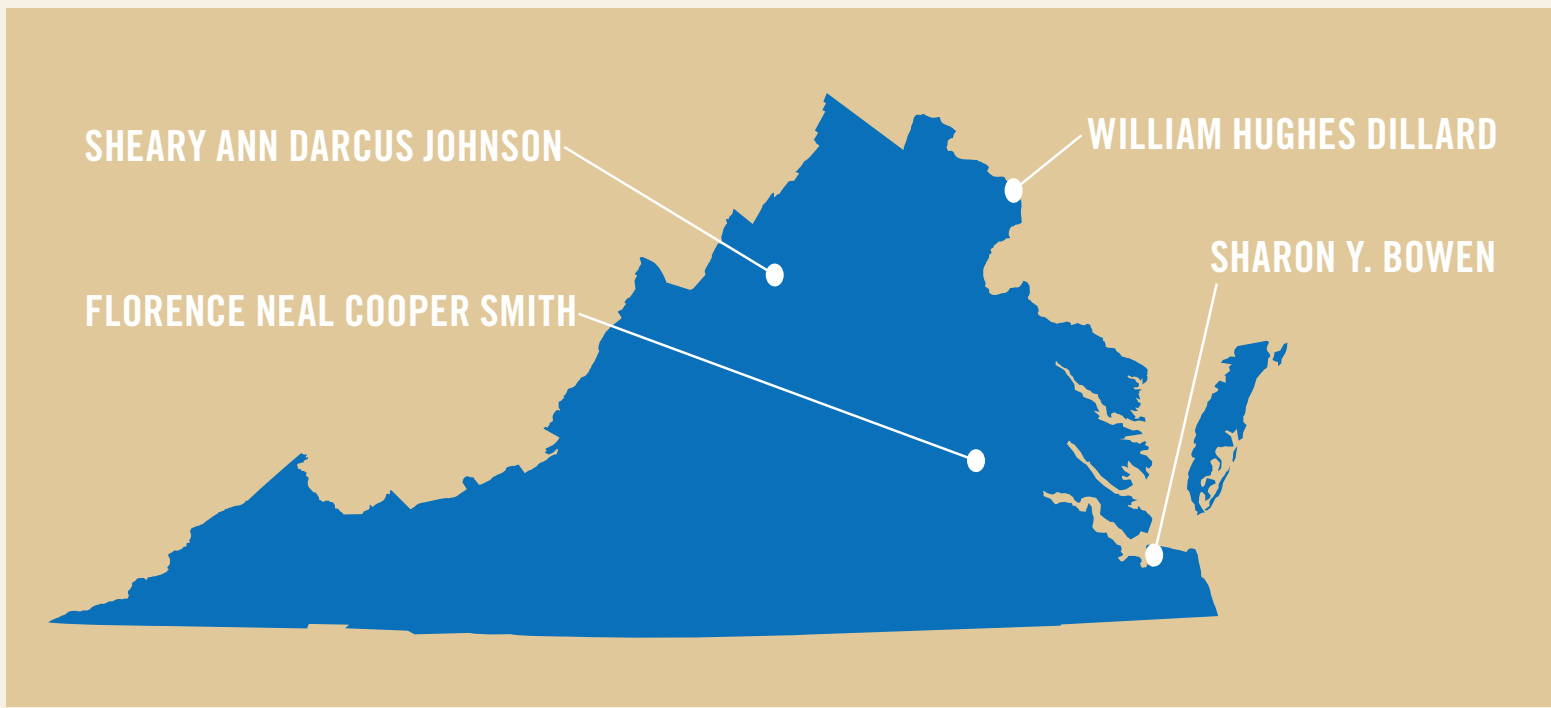 SHEARY ANN DARCUS JOHNSON
WILLIAM HUGHES DILLARD
SHARON Y. BOWEN
FLORENCE NEAL COOPER SMITH